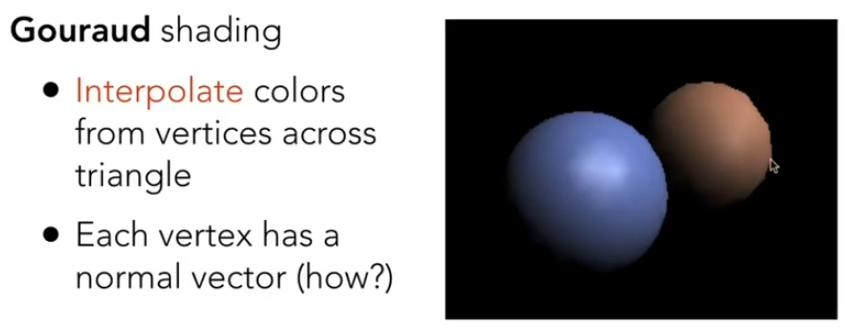 Gouraud shading
● Interpolate colors
from vertices across
triangle
● Each vertex has a
normal vector (how?)